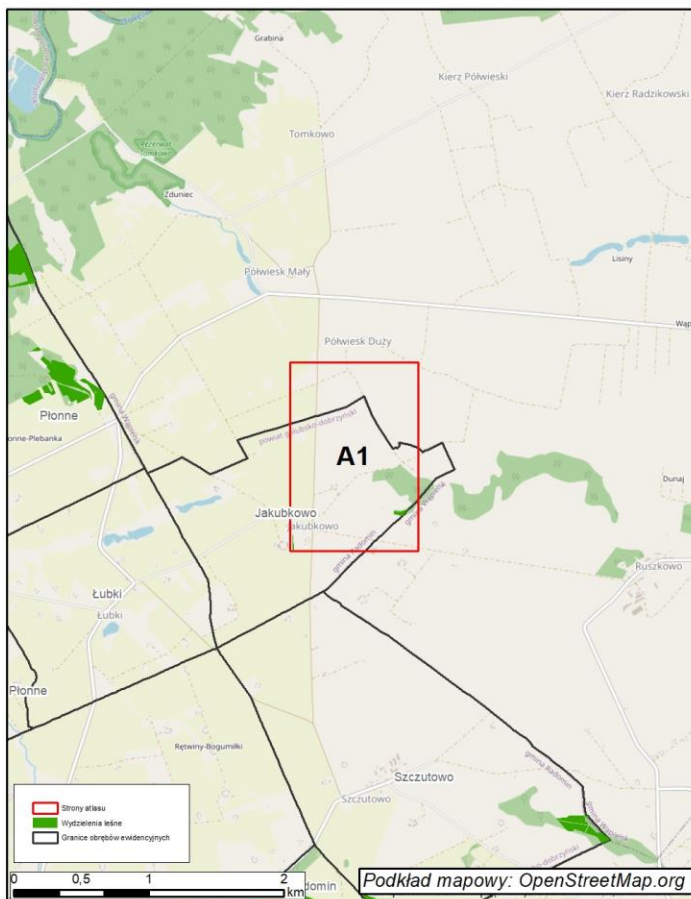 Grabina
Kierz Półwieski
Kierz Radzikowski
Tomkowo
Rezerwat
Tomkowo
Zduniec
Lisiny
Półwiesk Mały
Półwiesk Duży
Płonne
gmina Wąpielsk
powiat golubsko-dobrzyński
A1
Dunaj
Jakubkowo
Jakubkowo
gmina Wąpielsk
gmina Radomin
Ruszkowo
Łubki
Łubki
Płonne
Rętwiny-Bogumiłki
Szczutowo
Szczutowo
gmina Radomin
gmina Wąpielsk
Strony atlasu
Wydzielenia leśne
Granice obrębów ewidencyjnych
0 0,5 1 2
km
Podkład mapowy: OpenStreetMap.org